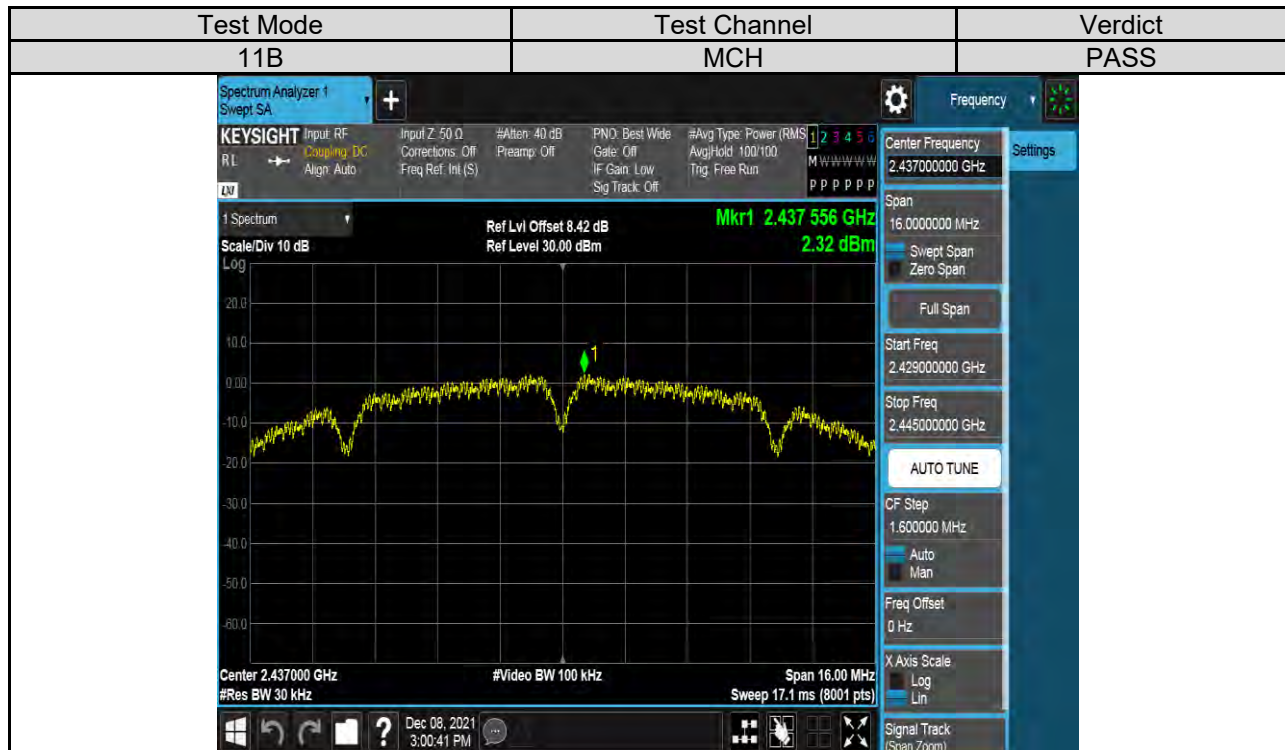 Test Mode Test Channel Verdict
11B MCH PASS
Spectrum Analyzer 1
Swept SA
+
Frequency
KEYSIGHT Input: RF Input Z: 50 Ω #Atten: 40 dB PNO: Best Wide #Avg Type: Power (RMS 1 2 3 4 5 6
R L Coupling: DC Corrections: Off Preamp: Off Gate: Off Avg|Hold: 100/100 M W W W W W
Align: Auto Freq Ref: Int (S) IF Gain: Low Trig: Free Run
LXI Sig Track: Off P P P P P P
1 Spectrum Ref Lvl Offset 8.42 dB Mkr1 2.437 556 GHz
Scale/Div 10 dB Ref Level 30.00 dBm 2.32 dBm
Log
20.0
10.0
1
0.00
-10.0
-20.0
-30.0
-40.0
-50.0
-60.0
Center 2.437000 GHz #Video BW 100 kHz Span 16.00 MHz
#Res BW 30 kHz Sweep 17.1 ms (8001 pts)
Center Frequency
2.437000000 GHz
Settings
Span
16.0000000 MHz
Swept Span
Zero Span
Full Span
Start Freq
2.429000000 GHz
Stop Freq
2.445000000 GHz
AUTO TUNE
CF Step
1.600000 MHz
Auto
Man
Freq Offset
0 Hz
X Axis Scale
Log
Lin
Signal Track
(Span Zoom)
? Dec 08, 2021
3:00:41 PM